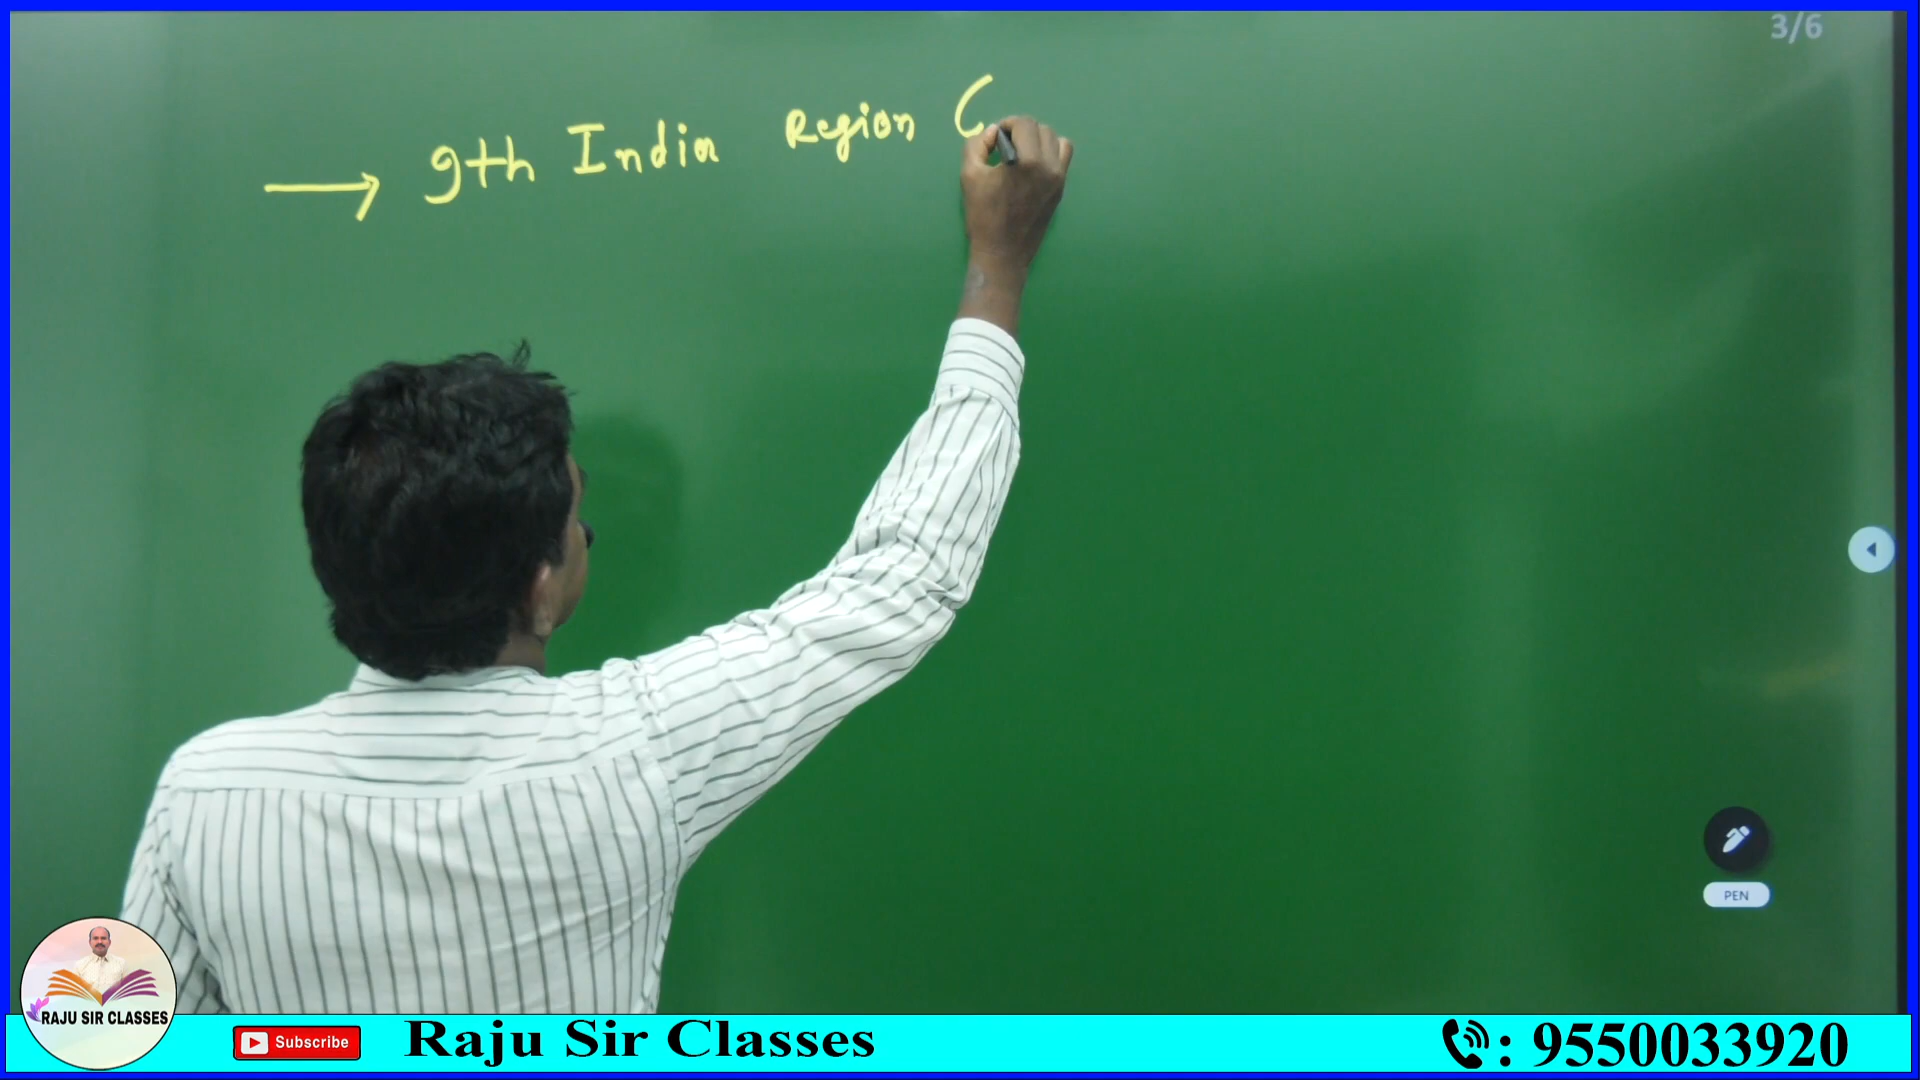 3/6
→ 9th India Region (
PEN
RAJU SIR CLASSES
Subscribe
Raju Sir Classes
: 9550033920